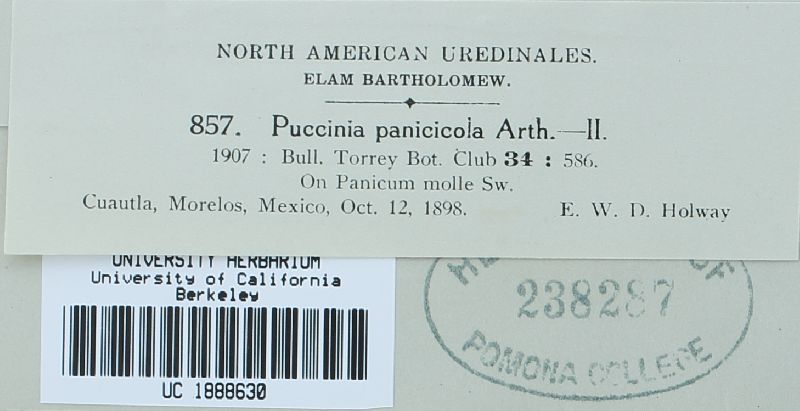 NORTH AMERICAN UREDINALES.
ELAM BARTHOLOMEW.
857. Puccinia panicicola Arth.—II.
1907 : Bull. Torrey Bot. Club 34 : 586.
On Panicum molle Sw.
Cuautla, Morelos, Mexico, Oct. 12, 1898. E. W. D. Holway
UNIVERSITY HERBARIUM
University of California
Berkeley
UC 1888630
OF
238287
POMONA COLLEGE